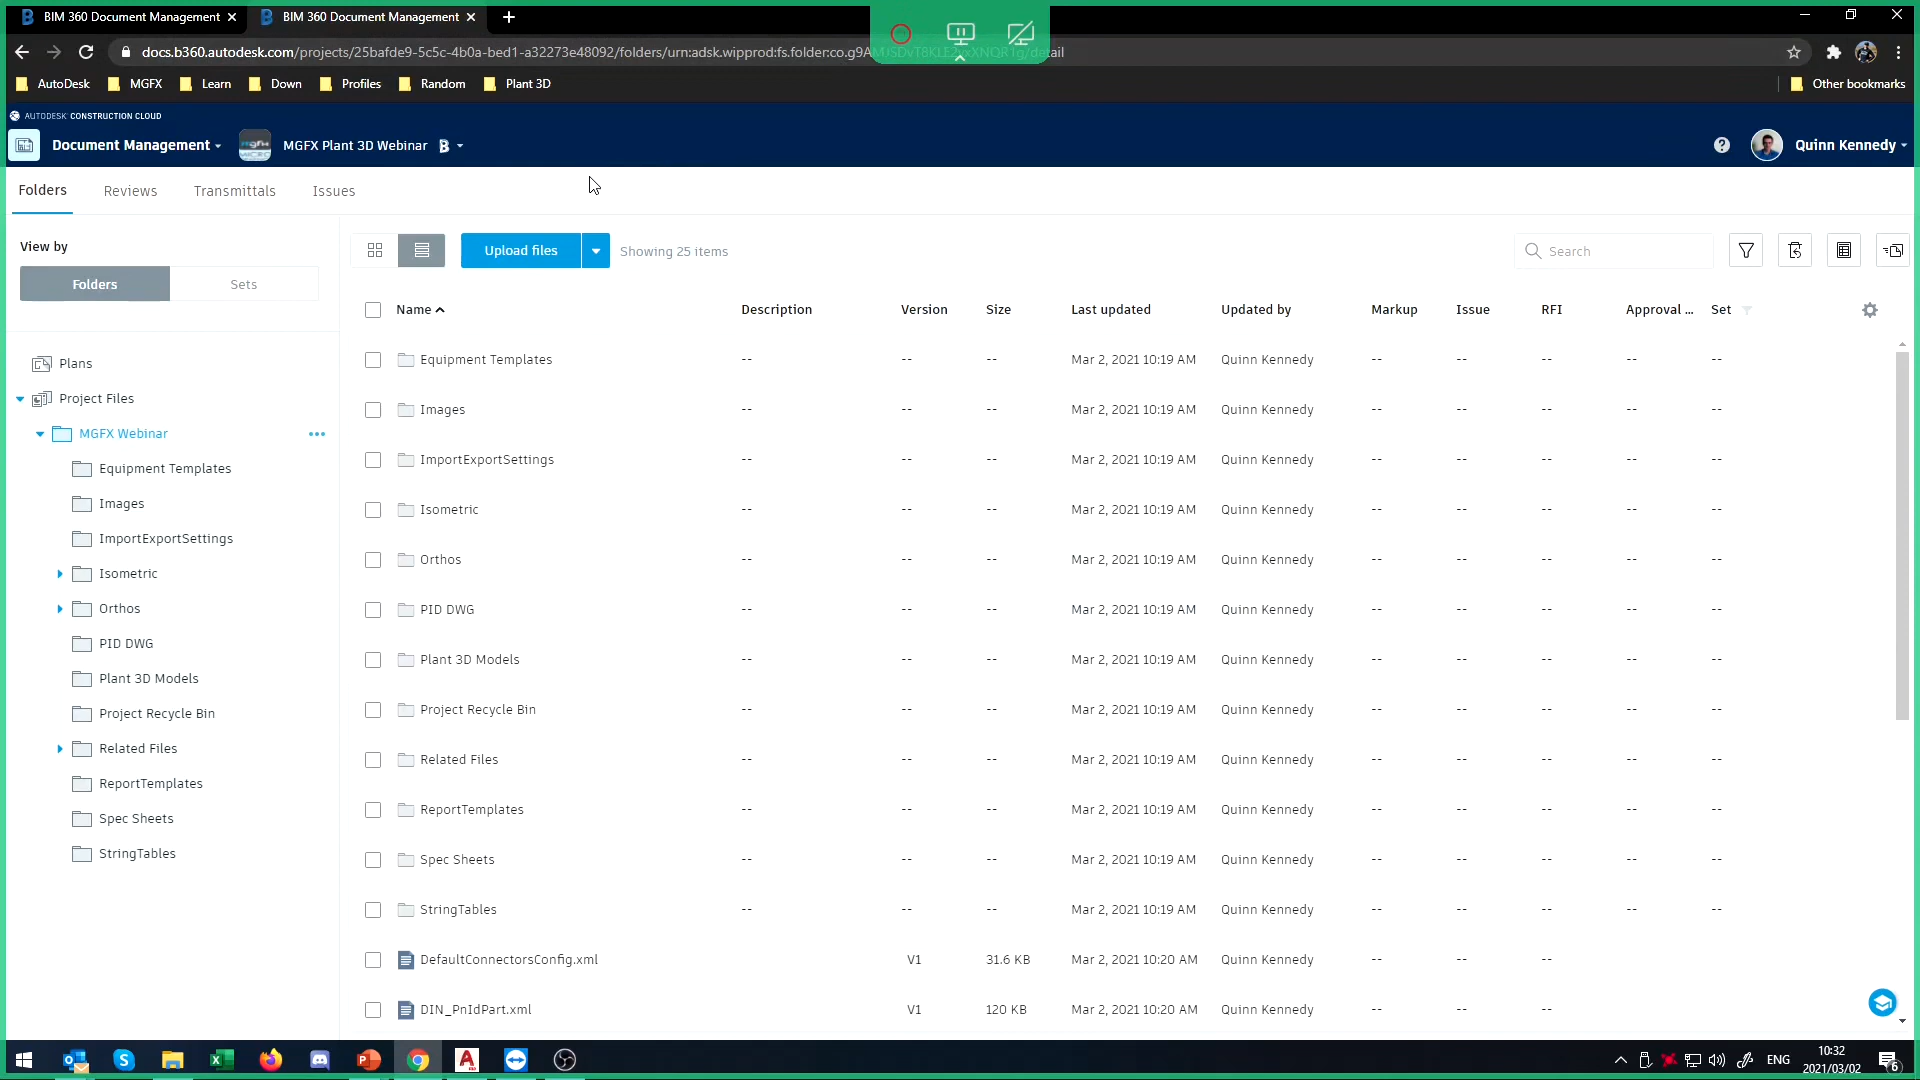 BIM 360 Document Management
BIM 360 Document Management
docs.b360.autodesk.com/projects/25bafde9-5c5c-4b0a-bed1-a32273e48092/folders/urn:adsk.wipprod:fs.folder:co.g9
AutoDesk MGFX Learn Down Profiles Random Plant 3D Other bookmarks
AUTODESK CONSTRUCTION CLOUD
Document Management MGFX Plant 3D Webinar B Quinn Kennedy
Folders Reviews Transmittals Issues
View by
Folders Sets
Upload files Showing 25 items Search
Plans
Project Files
MGFX Webinar
Equipment Templates
Images
ImportExportSettings
Isometric
Orthos
PID DWG
Plant 3D Models
Project Recycle Bin
Related Files
ReportTemplates
Spec Sheets
StringTables
Name Description Version Size Last updated Updated by Markup Issue RFI Approval ... Set
Equipment Templates -- -- -- Mar 2, 2021 10:19 AM Quinn Kennedy -- -- -- -- --
Images -- -- -- Mar 2, 2021 10:19 AM Quinn Kennedy -- -- -- -- --
ImportExportSettings -- -- -- Mar 2, 2021 10:19 AM Quinn Kennedy -- -- -- -- --
Isometric -- -- -- Mar 2, 2021 10:19 AM Quinn Kennedy -- -- -- -- --
Orthos -- -- -- Mar 2, 2021 10:19 AM Quinn Kennedy -- -- -- -- --
PID DWG -- -- -- Mar 2, 2021 10:19 AM Quinn Kennedy -- -- -- -- --
Plant 3D Models -- -- -- Mar 2, 2021 10:19 AM Quinn Kennedy -- -- -- -- --
Project Recycle Bin -- -- -- Mar 2, 2021 10:19 AM Quinn Kennedy -- -- -- -- --
Related Files -- -- -- Mar 2, 2021 10:19 AM Quinn Kennedy -- -- -- -- --
ReportTemplates -- -- -- Mar 2, 2021 10:19 AM Quinn Kennedy -- -- -- -- --
Spec Sheets -- -- -- Mar 2, 2021 10:19 AM Quinn Kennedy -- -- -- -- --
StringTables -- -- -- Mar 2, 2021 10:19 AM Quinn Kennedy -- -- -- -- --
DefaultConnectorsConfig.xml V1 31.6 KB Mar 2, 2021 10:20 AM Quinn Kennedy -- -- --
DIN_PnIdPart.xml V1 120 KB Mar 2, 2021 10:20 AM Quinn Kennedy -- -- --
ENG 10:32
2021/03/02 6